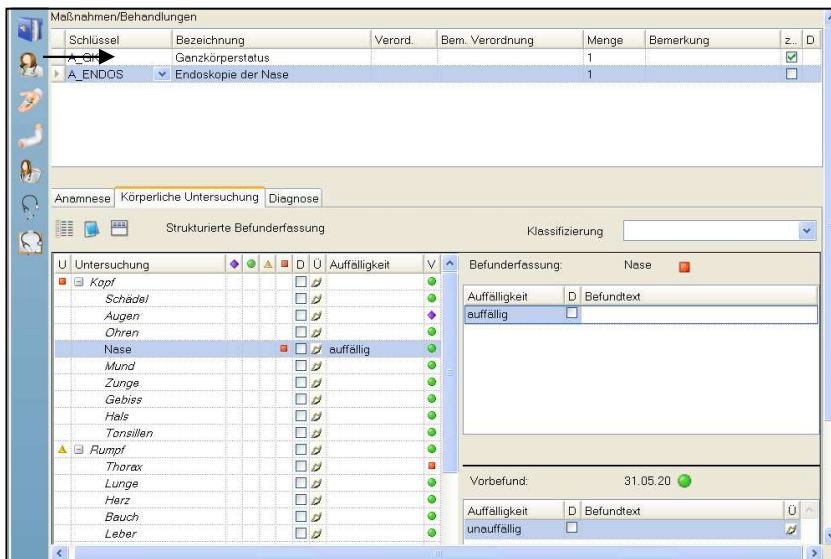 Maßnahmen/Behandlungen
Schlüssel Bezeichnung Verord. Bem. Verordnung Menge Bemerkung z... D
Ganzkörperstatus 1
A_ENDOS Endoskopie der Nase 1
Anamnese Körperliche Untersuchung Diagnose
Strukturierte Befunderfassung Klassifizierung
U Untersuchung D Ü Auffälligkeit V
Kopf
Schädel
Augen
Ohren
Nase auffällig
Mund
Zunge
Gebiss
Hals
Tonsillen
Rumpf
Thorax
Lunge
Herz
Bauch
Leber
Befunderfassung: Nase
Auffälligkeit D Befundtext
auffällig
Vorbefund: 31.05.20
Auffälligkeit D Befundtext Ü
unauffällig